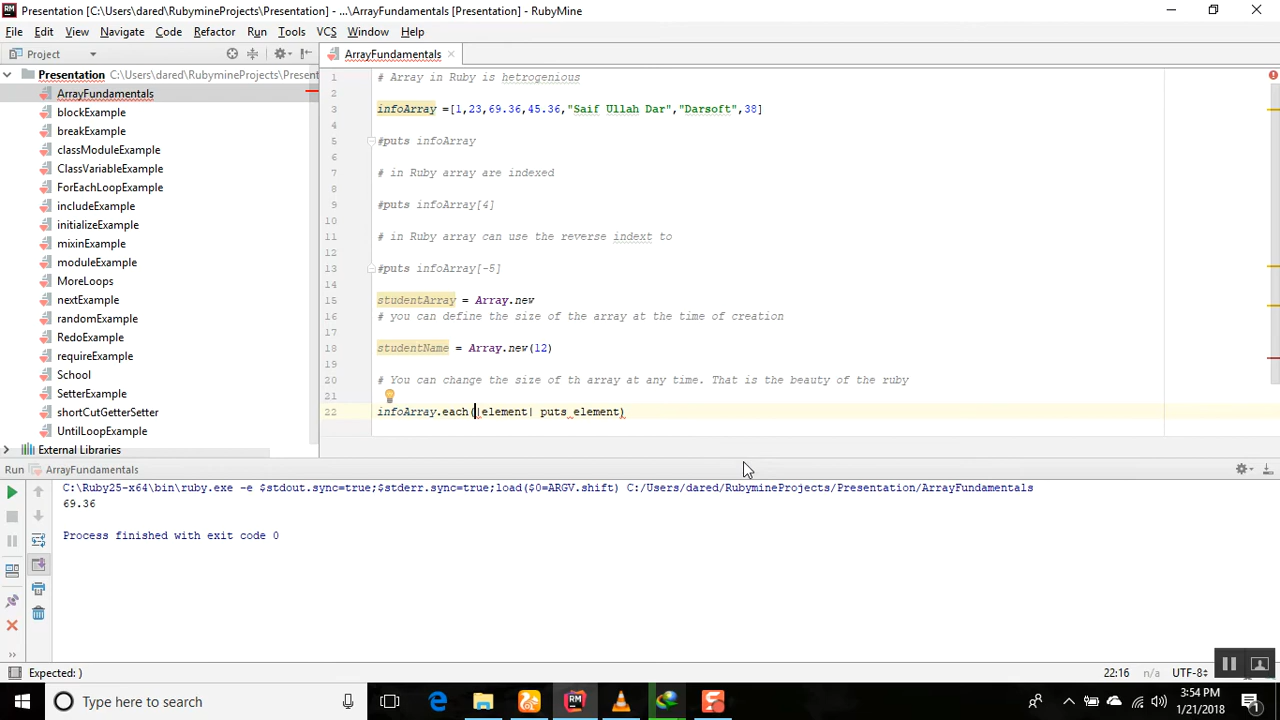 Presentation [C:\Users\dared\RubymineProjects\Presentation] - ...\ArrayFundamentals [Presentation] - RubyMine
File Edit View Navigate Code Refactor Run Tools VCS Window Help
Project
ArrayFundamentals
Presentation C:\Users\dared\RubymineProjects\Present
ArrayFundamentals
blockExample
breakExample
classModuleExample
ClassVariableExample
ForEachLoopExample
includeExample
initializeExample
mixinExample
moduleExample
MoreLoops
nextExample
randomExample
RedoExample
requireExample
School
SetterExample
shortCutGetterSetter
UntilLoopExample
External Libraries
1 # Array in Ruby is hetrogenious
2
3 infoArray =[1,23,69.36,45.36,"Saif Ullah Dar","Darsoft",38]
4
5 #puts infoArray
6
7 # in Ruby array are indexed
8
9 #puts infoArray[4]
10
11 # in Ruby array can use the reverse indext to
12
13 #puts infoArray[-5]
14
15 studentArray = Array.new
16 # you can define the size of the array at the time of creation
17
18 studentName = Array.new(12)
19
20 # You can change the size of th array at any time. That is the beauty of the ruby
21
22 infoArray.each(|element| puts element)
Run ArrayFundamentals
C:\Ruby25-x64\bin\ruby.exe -e $stdout.sync=true;$stderr.sync=true;load($0=ARGV.shift) C:/Users/dared/RubymineProjects/Presentation/ArrayFundamentals
69.36
Process finished with exit code 0
Expected: )
22:16 n/a UTF-8
Type here to search
3:54 PM
1/21/2018